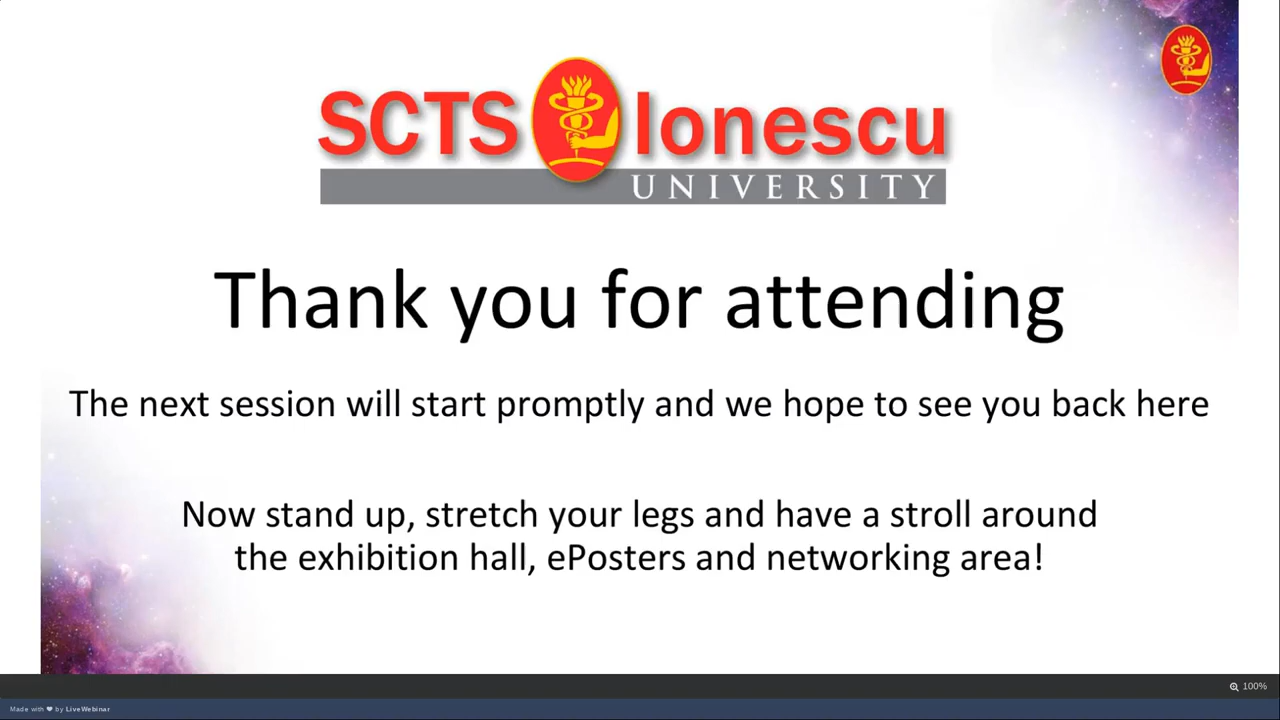 SCTS Ionescu
UNIVERSITY
Thank you for attending
The next session will start promptly and we hope to see you back here
Now stand up, stretch your legs and have a stroll around
the exhibition hall, ePosters and networking area!
100%
Made with ❤ by LiveWebinar